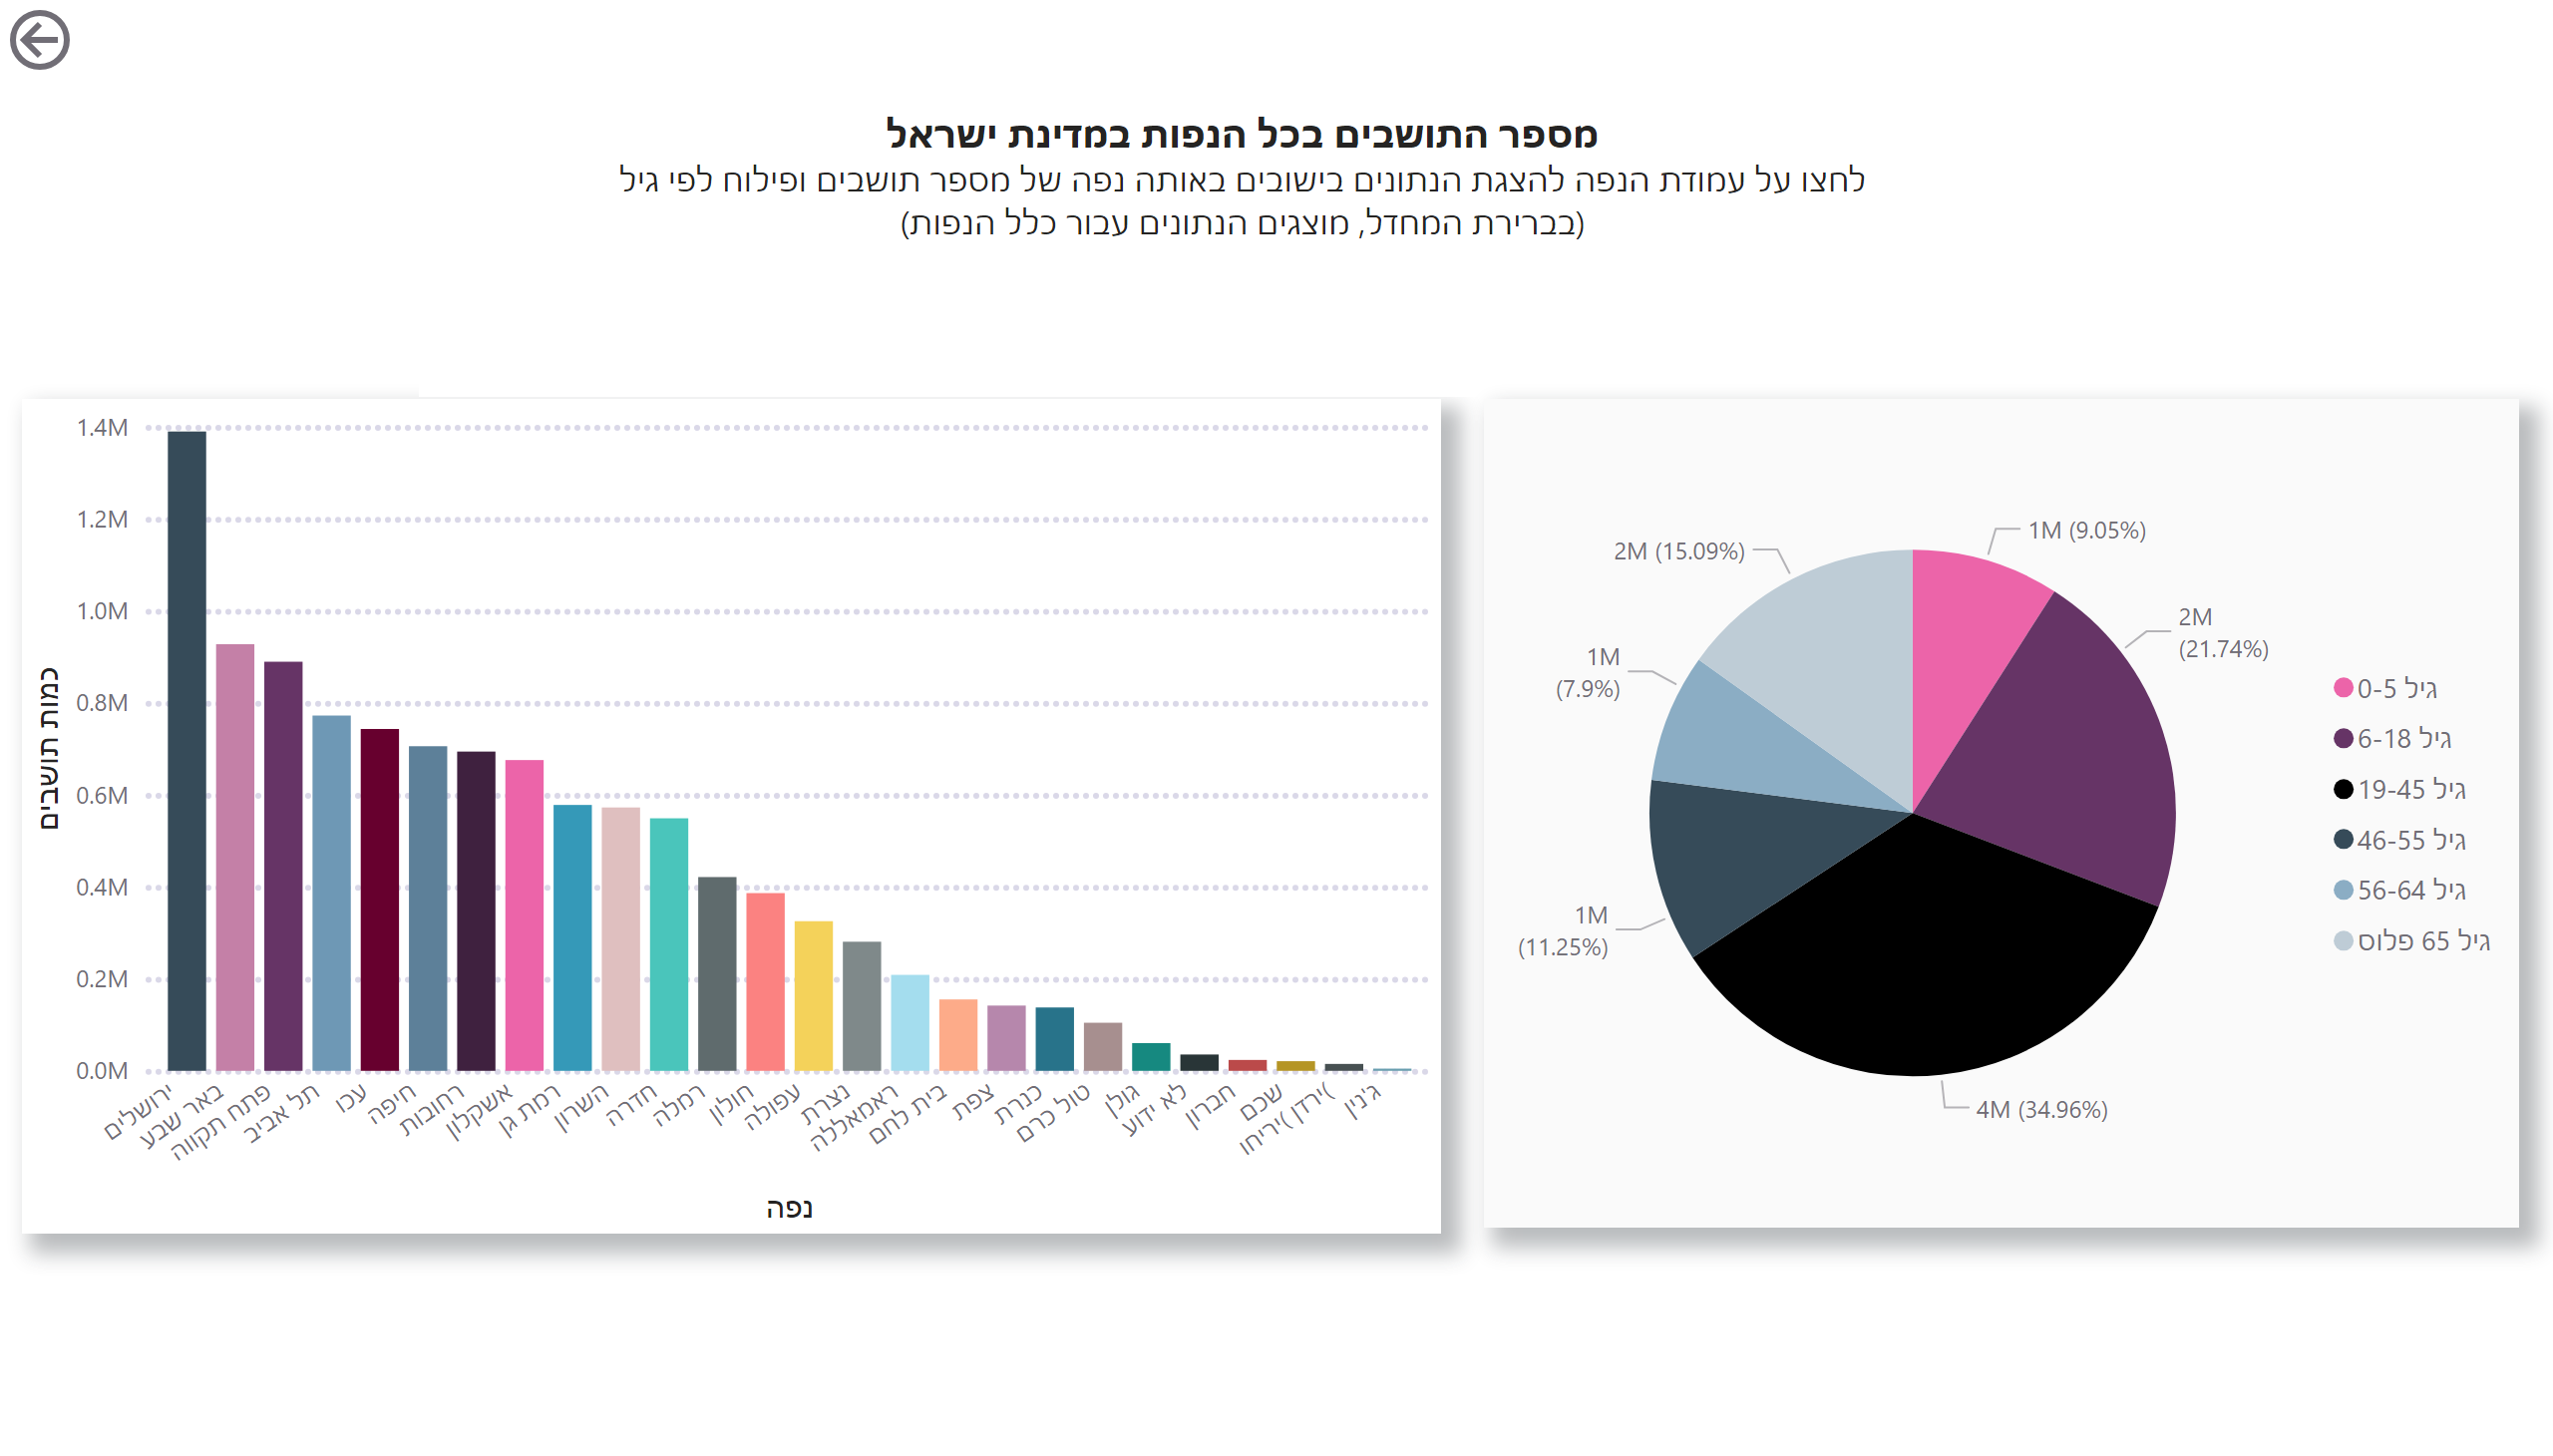 מספר התושבים בכל הנפות במדינת ישראל
לחצו על עמודת הנפה להצגת הנתונים בישובים באותה נפה של מספר תושבים ופילוח לפי גיל
(בברירת המחדל, מוצגים הנתונים עבור כלל הנפות)
כמות תושבים
1.4M
1.2M
1.0M
0.8M
0.6M
0.4M
0.2M
0.0M
ירושלים
באר שבע
פתח תקווה
תל אביב
עכו
חיפה
רחובות
אשקלון
רמת גן
השרון
חדרה
רמלה
חולון
עפולה
נצרת
ראמאללה
בית לחם
צפת
כנרת
טול כרם
גולן
לא ידוע
חברון
שכם
)ירדן )יריחו
ג'נין
נפה
1M (9.05%)
2M
(21.74%)
4M (34.96%)
1M
(11.25%)
1M
(7.9%)
2M (15.09%)
גיל 0-5
גיל 6-18
גיל 19-45
גיל 46-55
גיל 56-64
גיל 65 פלוס